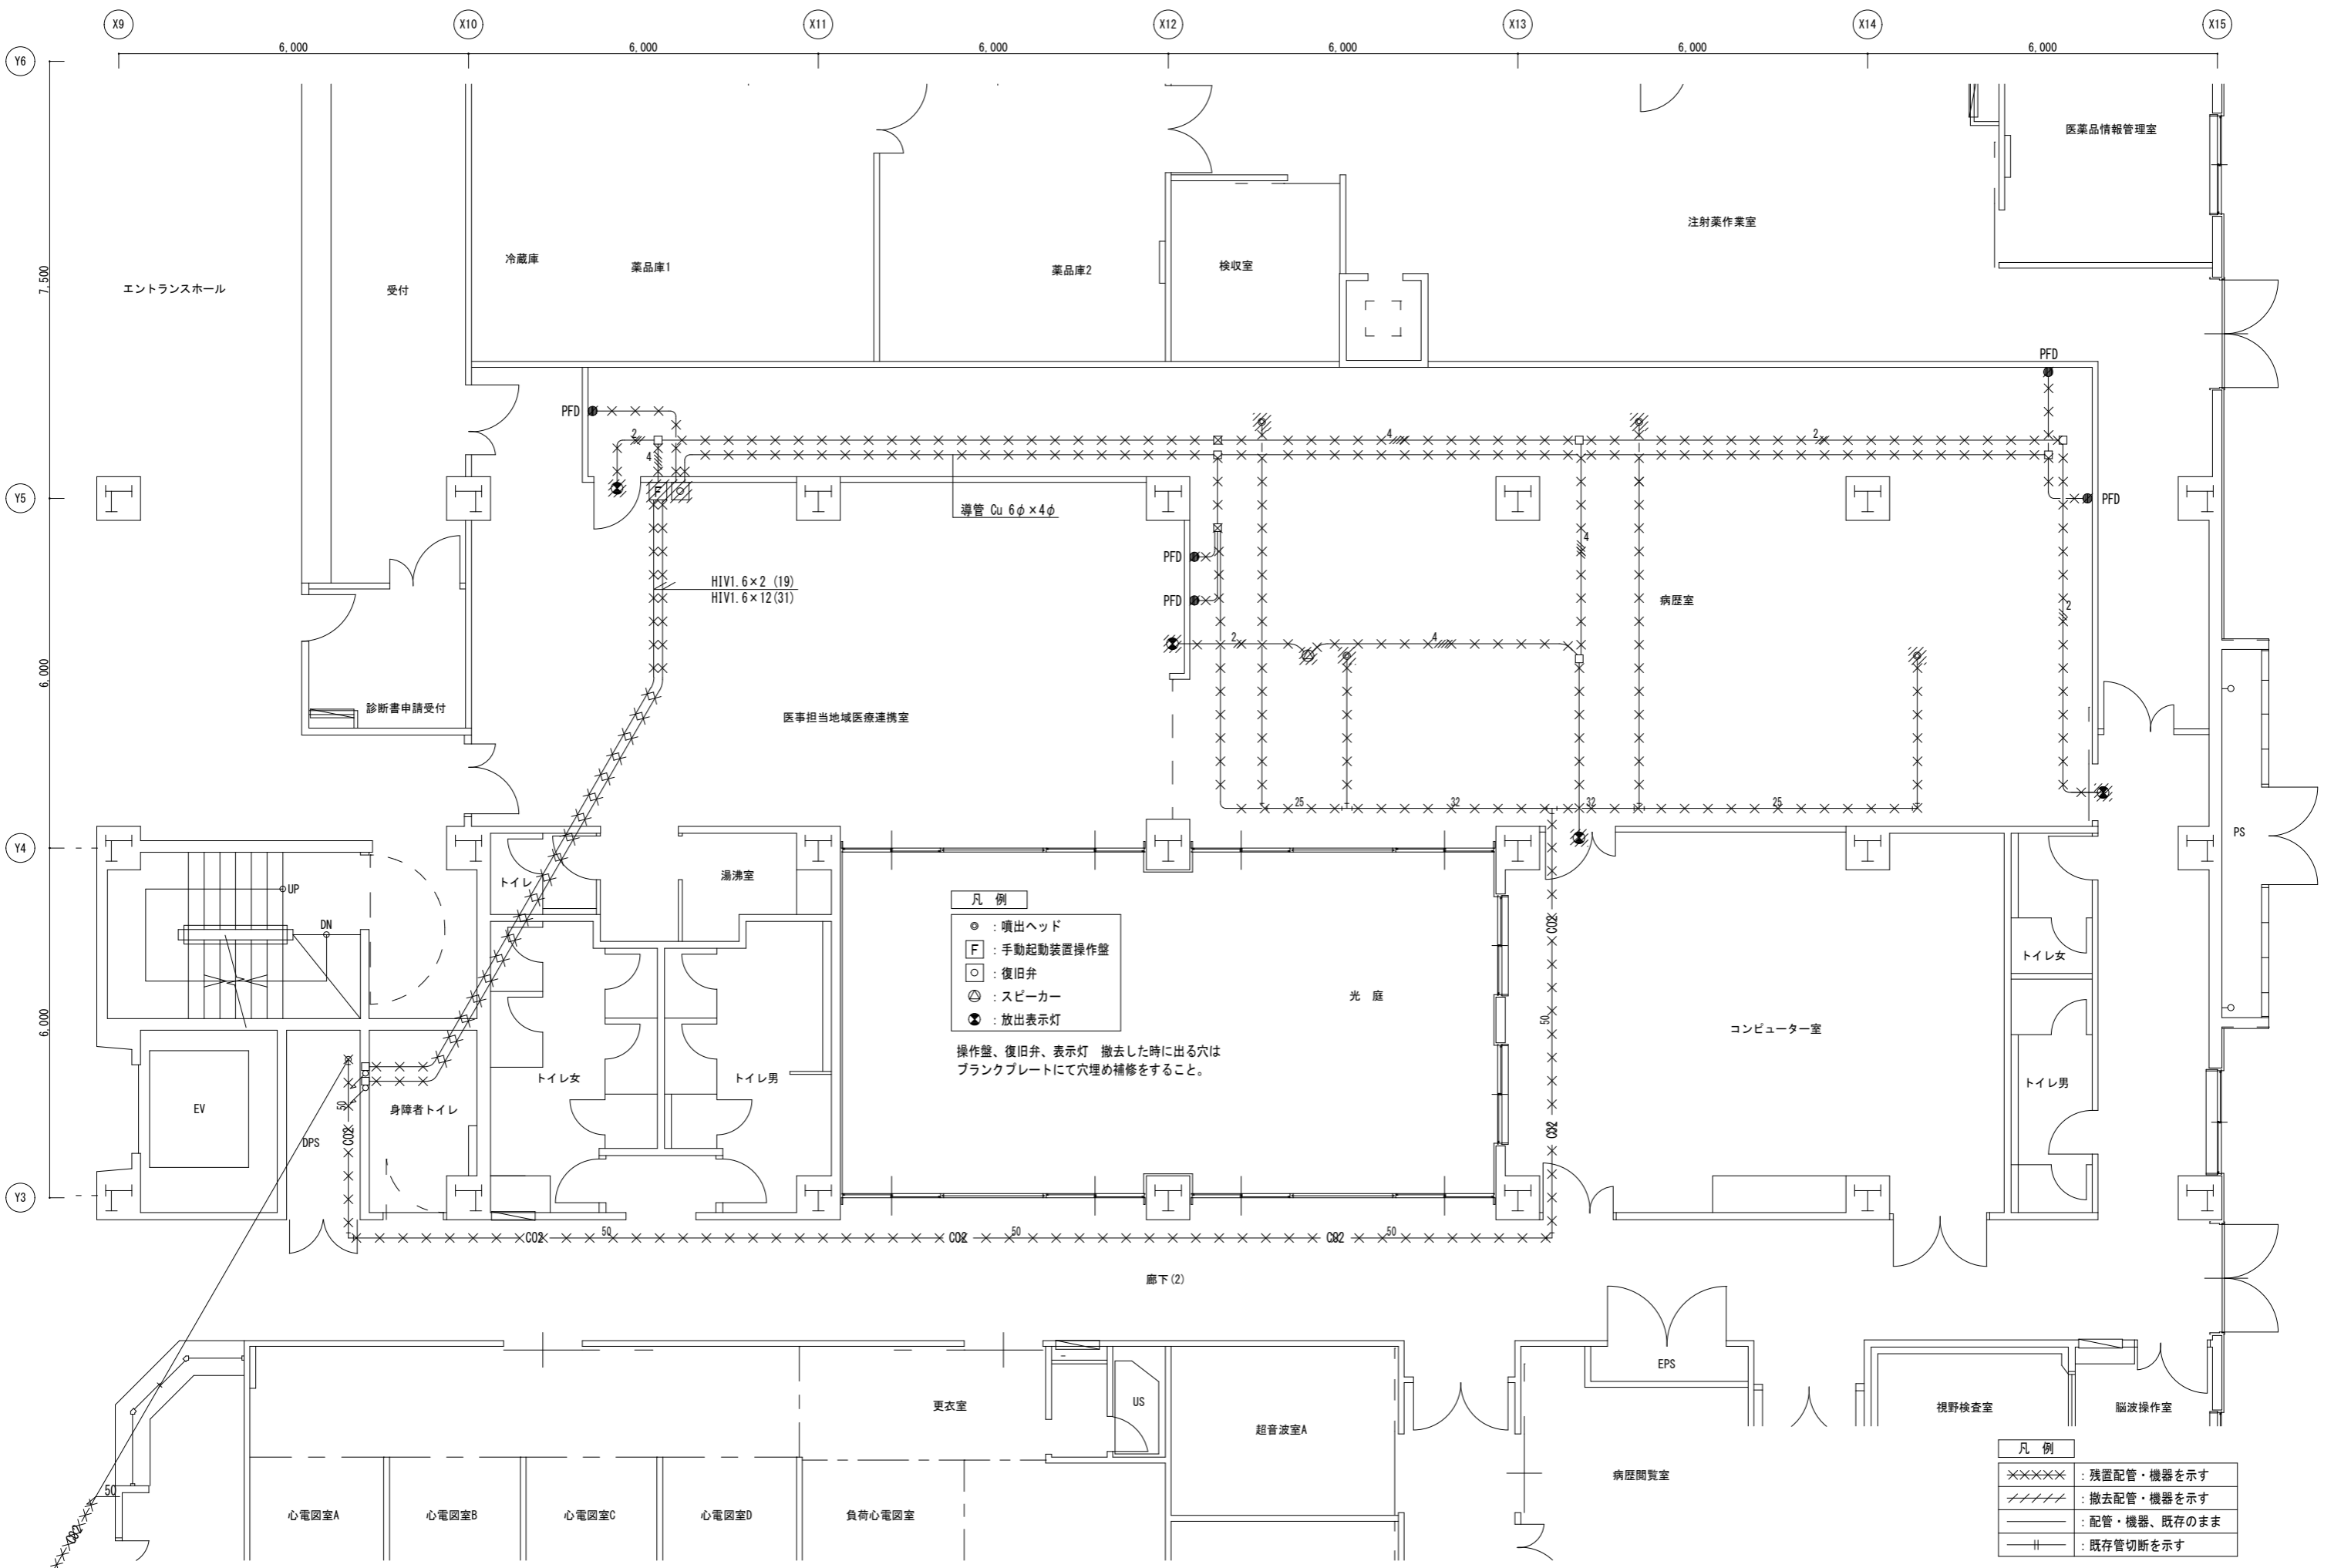 X9
X10
X11
X12
X13
X14
X15
6,000
6,000
6,000
6,000
6,000
6,000
Y6
7,500
Y5
6,000
Y4
6,000
Y3
医薬品情報管理室
注射薬作業室
冷蔵庫
薬品庫1
薬品庫2
検収室
エントランスホール
受付
PFD
PFD
2
4
2
4
F
PFD
導管 Cu 6φ×4φ
4
PFD
HIV1.6×2 (19)
HIV1.6×12(31)
PFD
病歴室
2
2
4
診断書申請受付
医事担当地域医療連携室
25
32
32
25
PS
UP
DN
トイレ
湯沸室
凡 例
：噴出ヘッド
F ：手動起動装置操作盤
：復旧弁
：スピーカー
：放出表示灯
操作盤、復旧弁、表示灯　撤去した時に出る穴は
ブランクプレートにて穴埋め補修をすること。
光 庭
CO2
50
CO2
コンピューター室
トイレ女
トイレ男
トイレ女
トイレ男
EV
DPS
50
CO2
身障者トイレ
CO2
50
CO2
50
CO2
50
廊下(2)
EPS
更衣室
US
超音波室A
病歴閲覧室
視野検査室
脳波操作室
50
CO2
心電図室A
心電図室B
心電図室C
心電図室D
負荷心電図室
凡 例
：残置配管・機器を示す
：撤去配管・機器を示す
：配管・機器、既存のまま
：既存管切断を示す